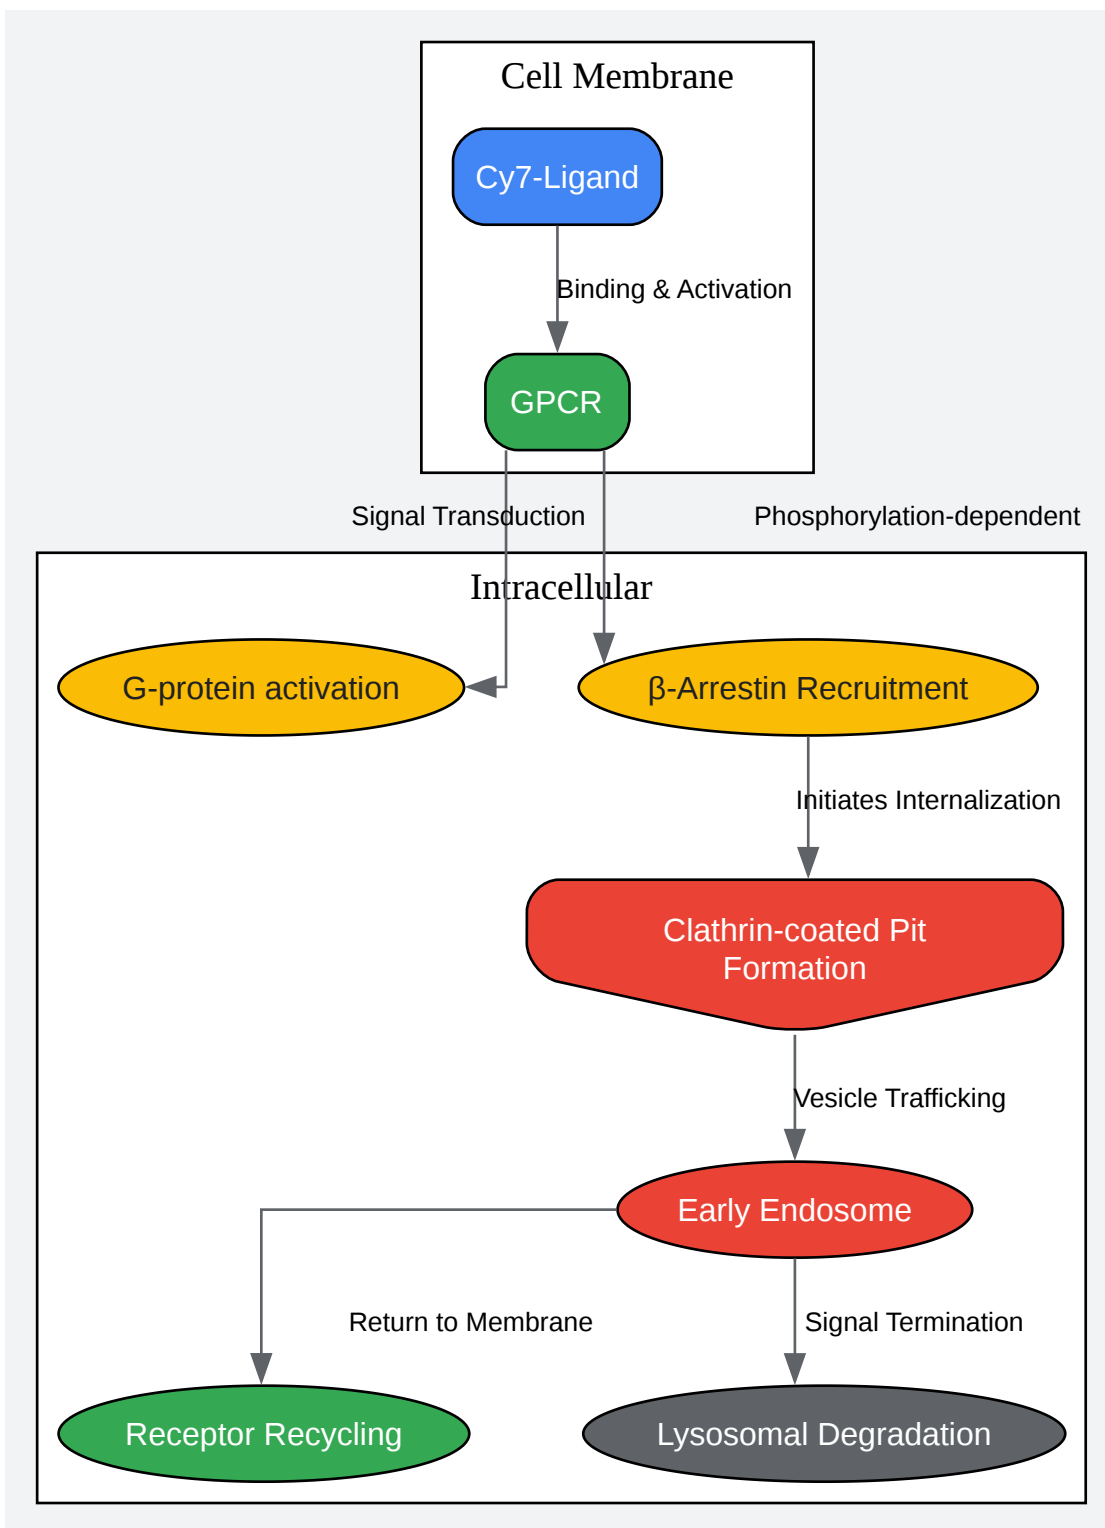 Cell Membrane
Cy7-Ligand
Binding & Activation
GPCR
Signal Transduction
Phosphorylation-dependent
Intracellular
G-protein activation
β-Arrestin Recruitment
Initiates Internalization
Clathrin-coated Pit
Formation
Vesicle Trafficking
Early Endosome
Return to Membrane
Signal Termination
Receptor Recycling
Lysosomal Degradation